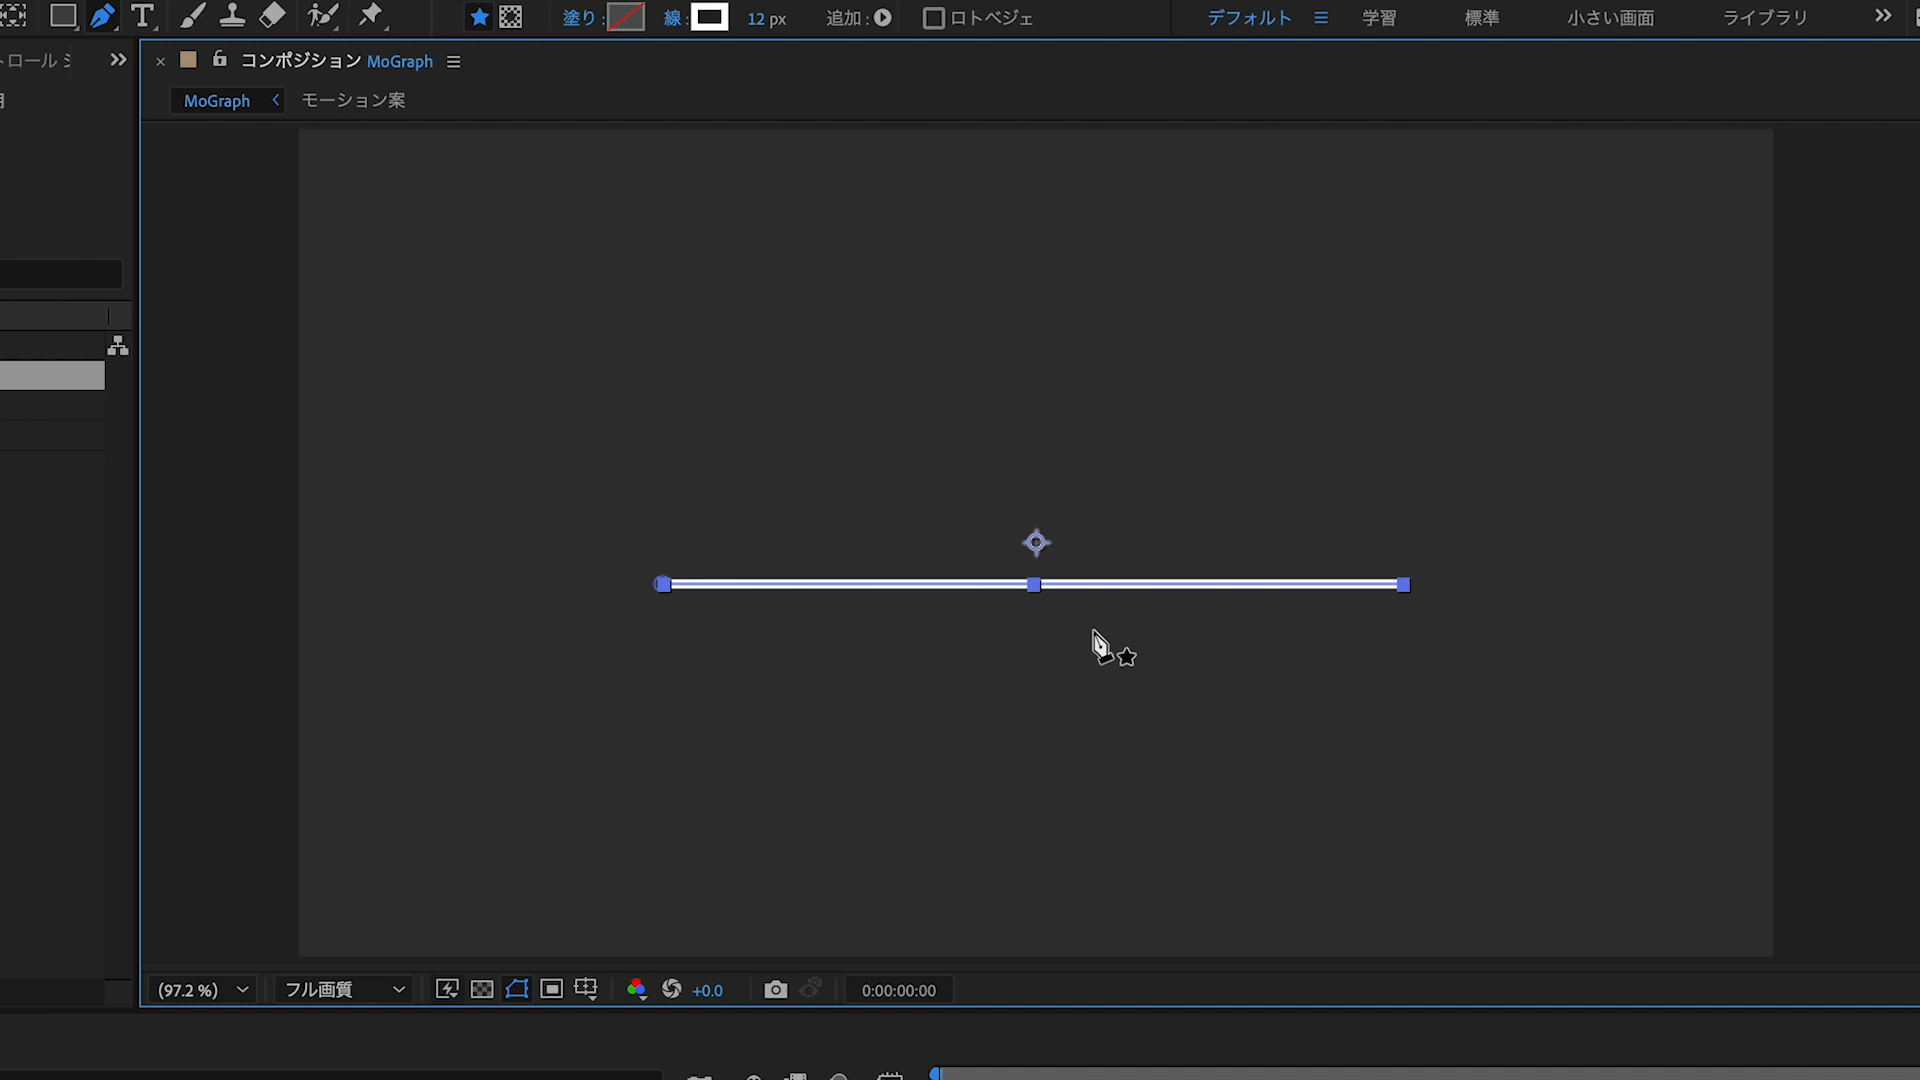 塗り : 線 : 12 px 追加 : ロトベジェ デフォルト 学習 標準 小さい画面 ライブラリ
コンポジション MoGraph
MoGraph モーション案
(97.2 %) フル画質 +0.0 0:00:00:00